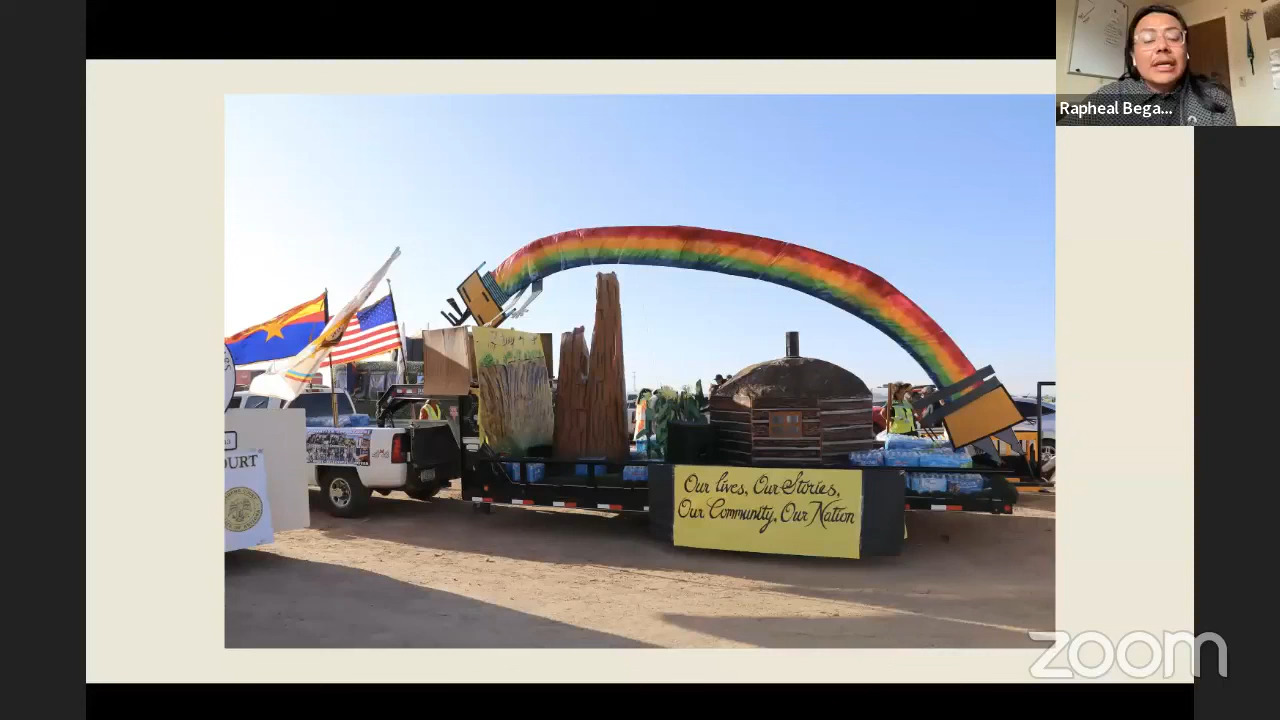 Rapheal Bega...
OURT
Our lives, Our Stories,
Our Community, Our Nation
zoom